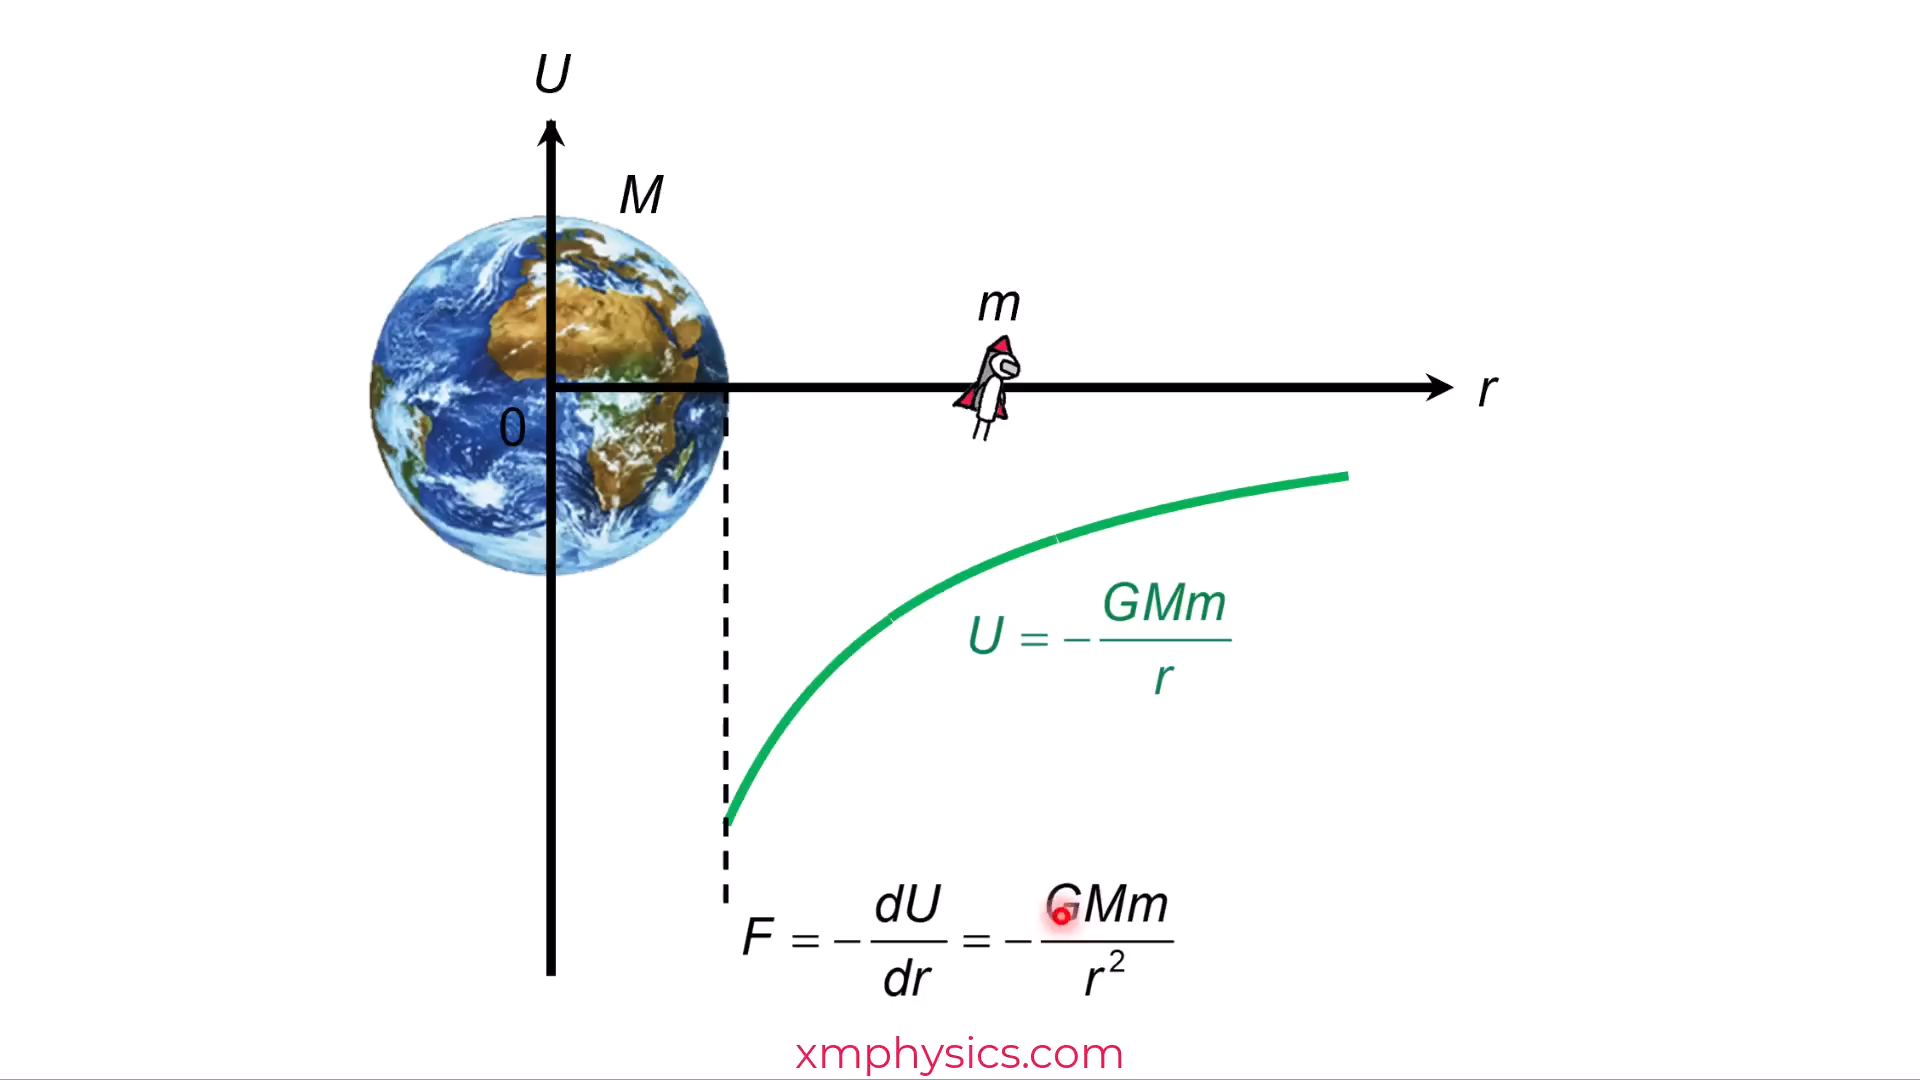 U
M
m
r
0
U = − GMm / r
F = − dU / dr = − GMm / r²
xmphysics.com